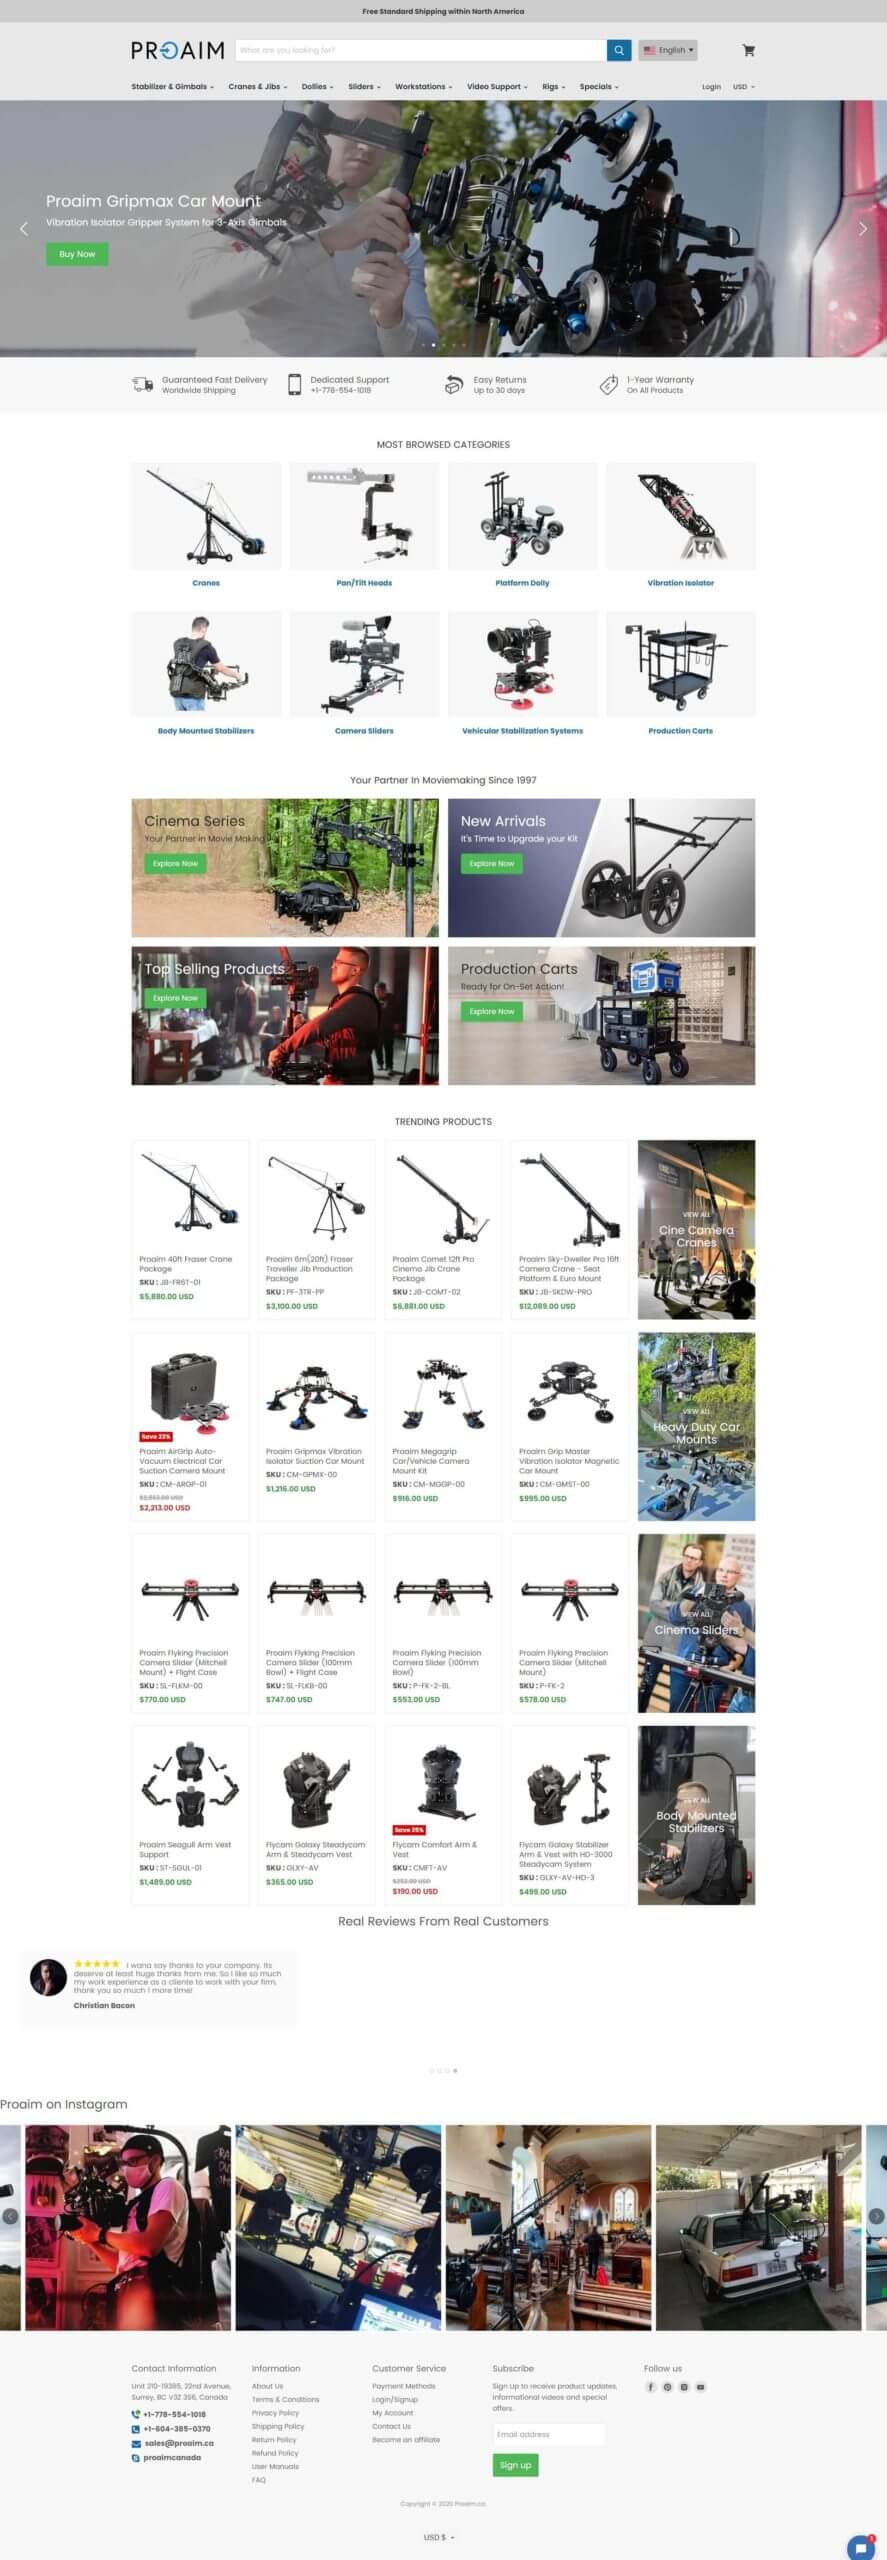 Free Standard Shipping within North America
PROAIM
What are you looking for?
English
Stabilizer & Gimbals
Cranes & Jibs
Dollies
Sliders
Workstations
Video Support
Rigs
Specials
Login
USD
Proaim Gripmax Car Mount
Vibration Isolator Gripper System for 3-Axis Gimbals
Buy Now
Guaranteed Fast Delivery
Worldwide Shipping
Dedicated Support
+1-778-554-1018
Easy Returns
Up to 30 days
1-Year Warranty
On All Products
MOST BROWSED CATEGORIES
Cranes
Pan/Tilt Heads
Platform Dolly
Vibration Isolator
Body Mounted Stabilizers
Camera Sliders
Vehicular Stabilization Systems
Production Carts
Your Partner In Moviemaking Since 1997
Cinema Series
Your Partner in Movie Making
Explore Now
New Arrivals
It's Time to Upgrade your Kit
Explore Now
Top Selling Products
Explore Now
Production Carts
Ready for On-Set Action!
Explore Now
TRENDING PRODUCTS
Proaim 40ft Fraser Crane
Package
SKU : JB-FR6T-01
$5,880.00 USD
Proaim 6m(20ft) Fraser
Traveller Jib Production
Package
SKU : PF-3TR-PP
$3,100.00 USD
Proaim Comet 12ft Pro
Cinema Jib Crane
Package
SKU : JB-COMT-02
$6,881.00 USD
Proaim Sky-Dweller Pro 16ft
Camera Crane - Seat
Platform & Euro Mount
SKU : JB-SKDW-PRO
$12,089.00 USD
VIEW ALL
Cine Camera
Cranes
Save 23%
Proaim AirGrip Auto-
Vacuum Electrical Car
Suction Camera Mount
SKU : CM-ARGP-01
$2,213.00 USD
Proaim Gripmax Vibration
Isolator Suction Car Mount
SKU : CM-GPMX-00
$1,216.00 USD
Proaim Megagrip
Car/Vehicle Camera
Mount Kit
SKU : CM-MGGP-00
$916.00 USD
Proaim Grip Master
Vibration Isolator Magnetic
Car Mount
SKU : CM-GMST-00
$995.00 USD
VIEW ALL
Heavy Duty Car
Mounts
Proaim Flyking Precision
Camera Slider (Mitchell
Mount) + Flight Case
SKU : SL-FLKM-00
$770.00 USD
Proaim Flyking Precision
Camera Slider (100mm
Bowl) + Flight Case
SKU : SL-FLKB-00
$747.00 USD
Proaim Flyking Precision
Camera Slider (100mm
Bowl)
SKU : P-FK-2-BL
$553.00 USD
Proaim Flyking Precision
Camera Slider (Mitchell
Mount)
SKU : P-FK-2
$578.00 USD
VIEW ALL
Cinema Sliders
Proaim Seagull Arm Vest
Support
SKU : ST-SGUL-01
$1,489.00 USD
Flycam Galaxy Steadycam
Arm & Steadycam Vest
SKU : GLXY-AV
$365.00 USD
Save 25%
Flycam Comfort Arm &
Vest
SKU : CMFT-AV
$190.00 USD
Flycam Galaxy Stabilizer
Arm & Vest with HD-3000
Steadycam System
SKU : GLXY-AV-HD-3
$499.00 USD
VIEW ALL
Body Mounted
Stabilizers
Real Reviews From Real Customers
I wana say thanks to your company. Its
deserve at least huge thanks from me. So I like so much
my work experience as a cliente to work with your firm,
thank you so much 1 more time!
Christian Bacon
Proaim on Instagram
Contact Information
Unit 210-19385, 22nd Avenue,
Surrey, BC V3Z 3S6, Canada
+1-778-554-1018
+1-604-385-0370
sales@proaim.ca
proaimcanada
Information
About Us
Terms & Conditions
Privacy Policy
Shipping Policy
Return Policy
Refund Policy
User Manuals
FAQ
Customer Service
Payment Methods
Login/Signup
My Account
Contact Us
Become an affiliate
Subscribe
Sign Up to receive product updates,
informational videos and special
offers.
Email address
Sign up
Follow us
Copyright © 2020 Proaim.ca.
USD $
1